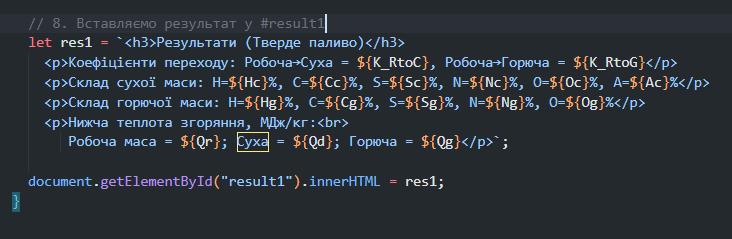 // 8. Вставляємо результат у #result1
let res1 = `<h3>Результати (Тверде паливо)</h3>
<p>Коефіцієнти переходу: Робоча→Суха = ${K_RtoC}, Робоча→Горюча = ${K_RtoG}</p>
<p>Склад сухої маси: H=${Hc}%, C=${Cc}%, S=${Sc}%, N=${Nc}%, O=${Oc}%, A=${Ac}%</p>
<p>Склад горючої маси: H=${Hg}%, C=${Cg}%, S=${Sg}%, N=${Ng}%, O=${Og}%</p>
<p>Нижча теплота згоряння, МДж/кг:<br>
Робоча маса = ${Qr}; Суха = ${Qd}; Горюча = ${Qg}</p>`;
document.getElementById("result1").innerHTML = res1;
}